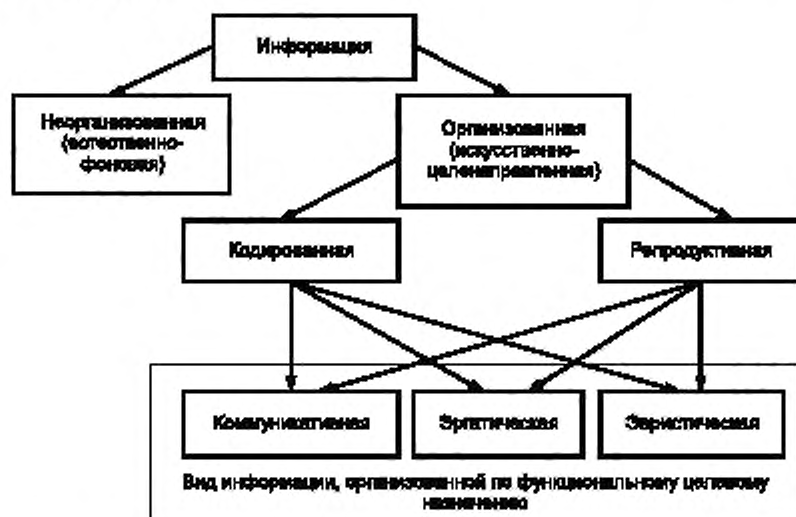 Информация
Неорганизованная
(естественно-
фоновая)
Организованная
(искусственно-
целенаправленная)
Кодированная
Репродуктивная
Коммуникативная
Эргатическая
Эвристическая
Вид информации, организованной по функциональному целевому
назначению